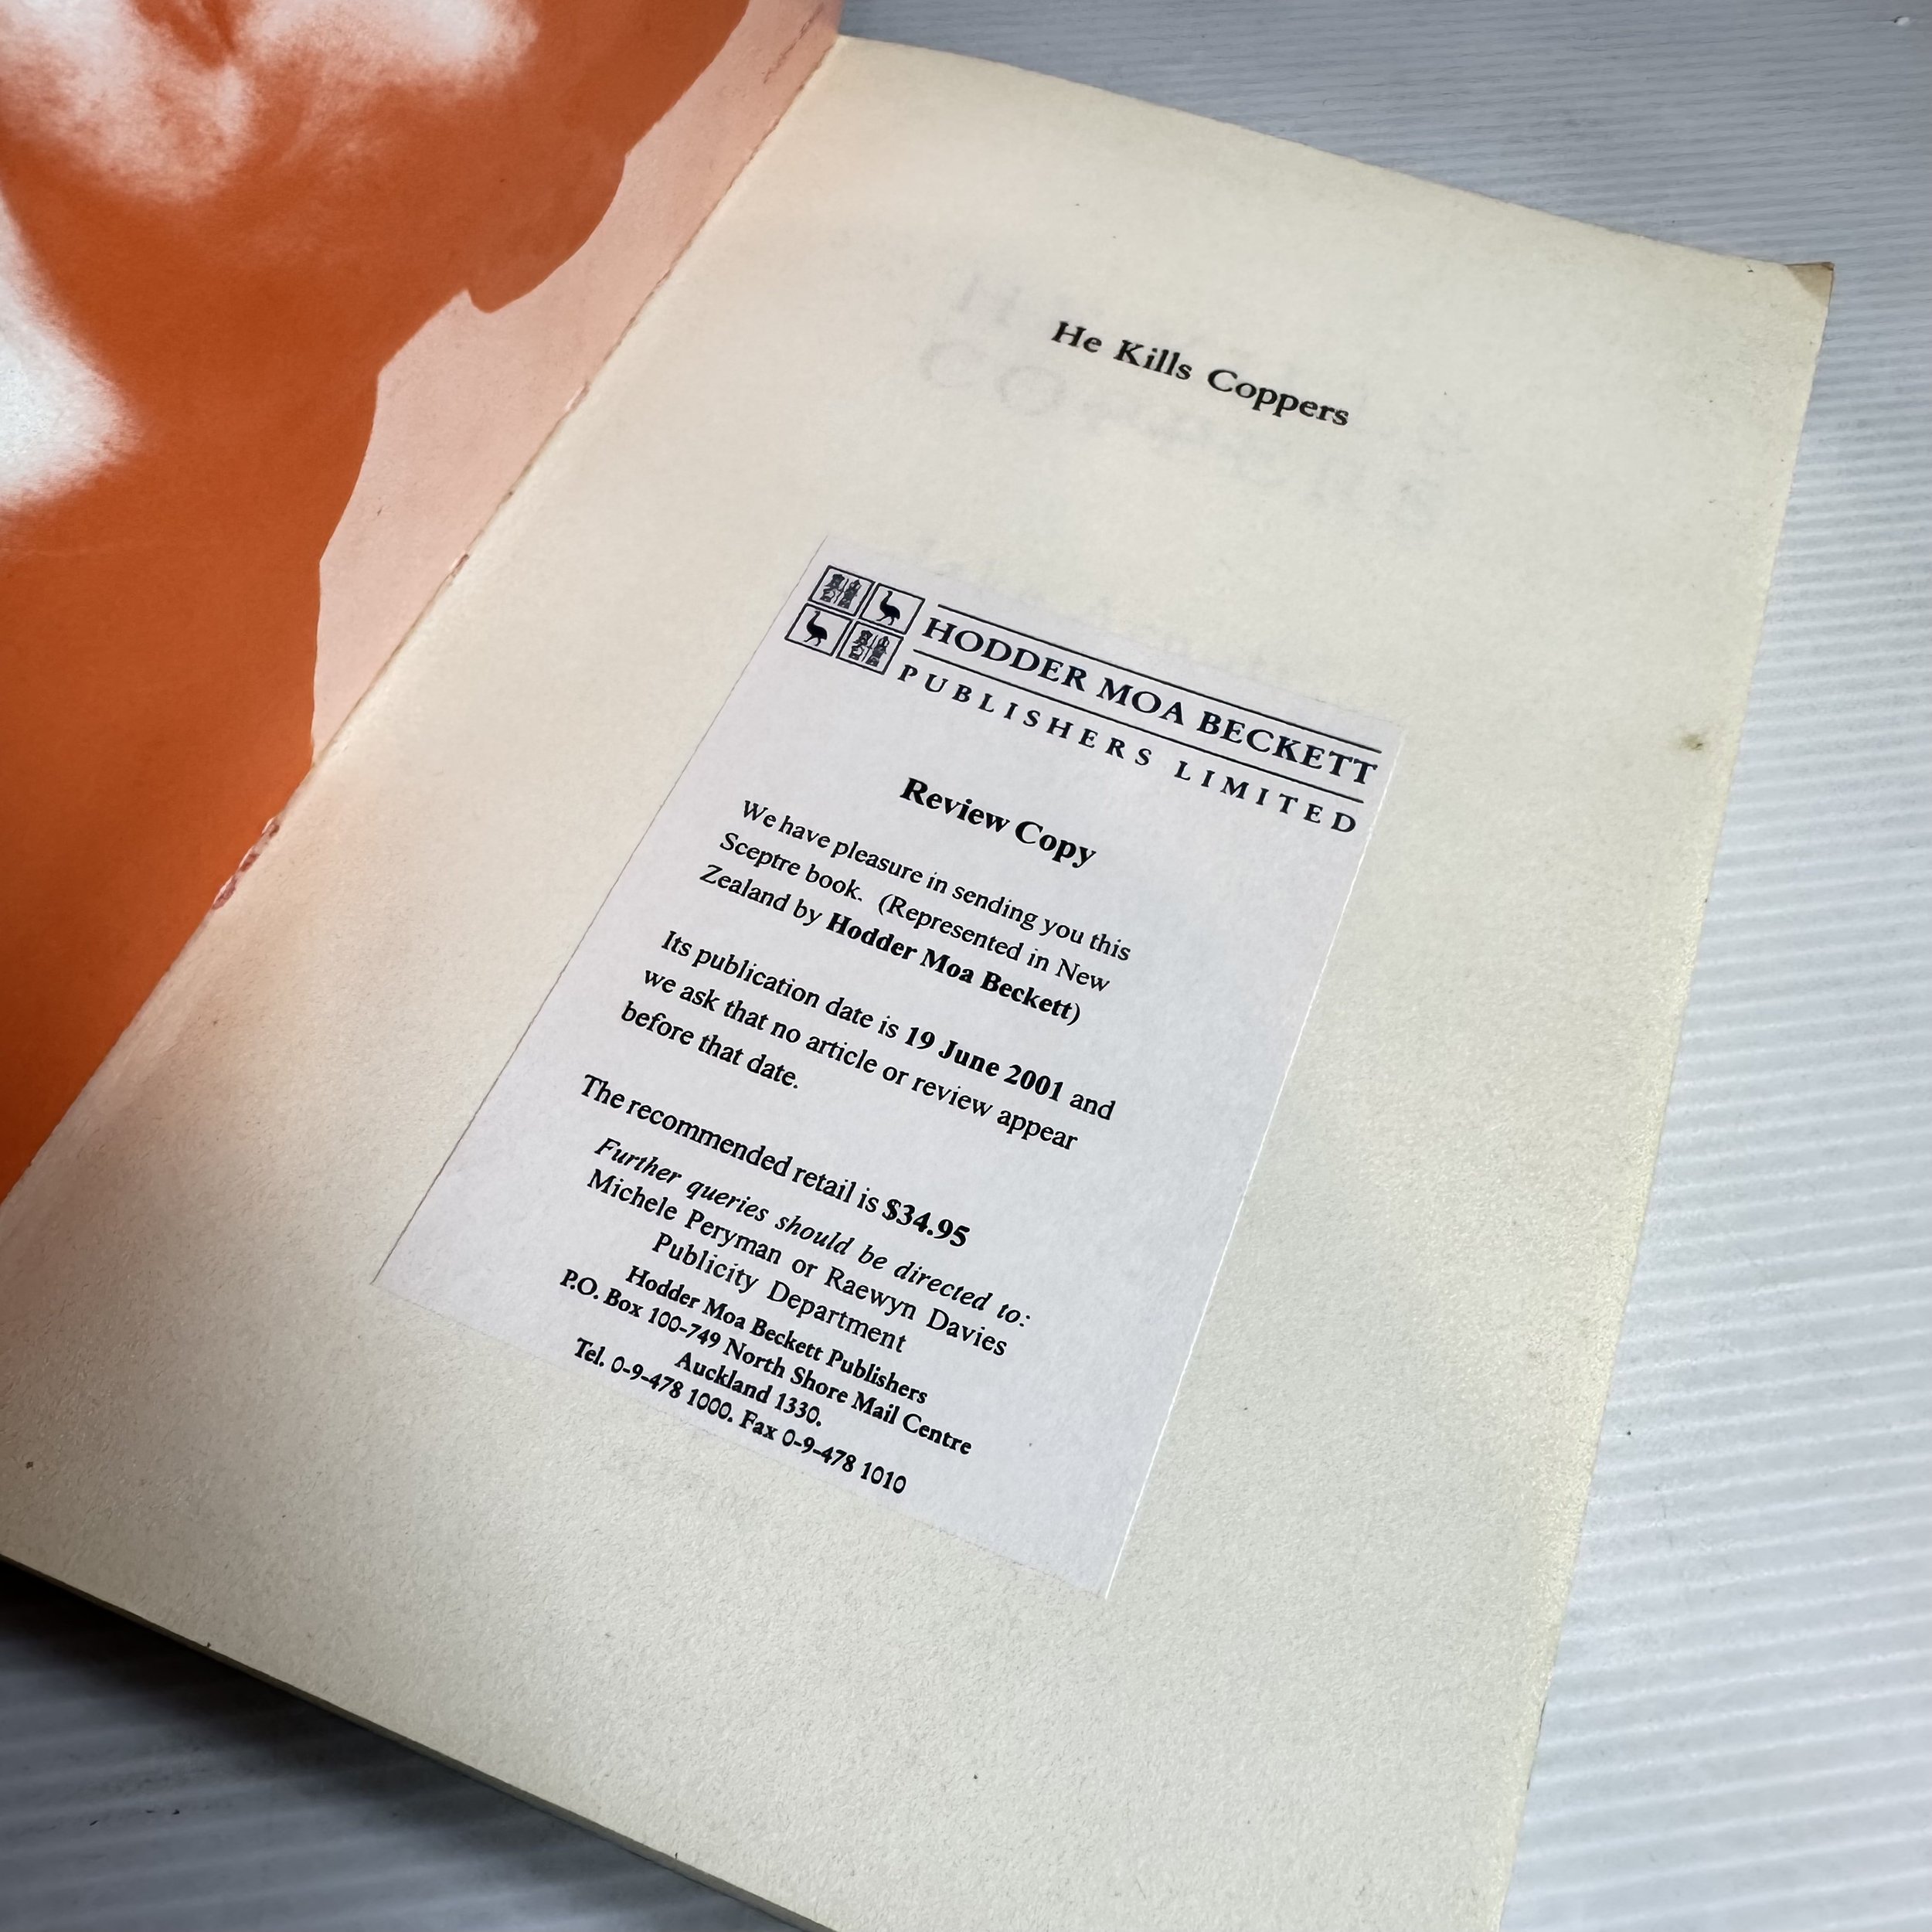 He Kills Coppers
HODDER MOA BECKETT
PUBLISHERS LIMITED
Review Copy
We have pleasure in sending you this
Sceptre book. (Represented in New
Zealand by Hodder Moa Beckett)
Its publication date is 19 June 2001 and
we ask that no article or review appear
before that date.
The recommended retail is $34.95
Further queries should be directed to:
Michele Peryman or Raewyn Davies
Publicity Department
Hodder Moa Beckett Publishers
P.O. Box 100-749 North Shore Mail Centre
Auckland 1330.
Tel. 0-9-478 1000. Fax 0-9-478 1010